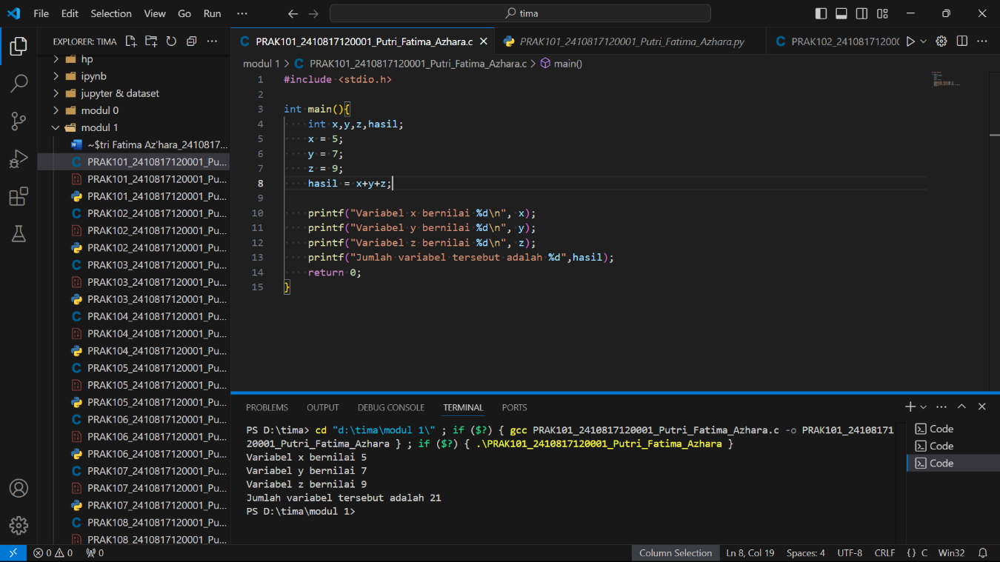 File Edit Selection View Go Run ··· tima
EXPLORER: TIMA
hp
ipynb
jupyter & dataset
modul 0
modul 1
~$tri Fatima Az'hara_2410817...
PRAK101_2410817120001_Pu...
PRAK101_2410817120001_Pu...
PRAK101_2410817120001_Pu...
PRAK102_2410817120001_Pu...
PRAK102_2410817120001_Pu...
PRAK102_2410817120001_Pu...
PRAK103_2410817120001_Pu...
PRAK103_2410817120001_Pu...
PRAK103_2410817120001_Pu...
PRAK104_2410817120001_Pu...
PRAK104_2410817120001_Pu...
PRAK104_2410817120001_Pu...
PRAK105_2410817120001_Pu...
PRAK105_2410817120001_Pu...
PRAK105_2410817120001_Pu...
PRAK106_2410817120001_Pu...
PRAK106_2410817120001_Pu...
PRAK106_2410817120001_Pu...
PRAK107_2410817120001_Pu...
PRAK107_2410817120001_Pu...
PRAK107_2410817120001_Pu...
PRAK108_2410817120001_Pu...
PRAK108_2410817120001_Pu...
PRAK101_2410817120001_Putri_Fatima_Azhara.c PRAK101_2410817120001_Putri_Fatima_Azhara.py PRAK102_241081712000
modul 1 > C PRAK101_2410817120001_Putri_Fatima_Azhara.c > main()
1 #include <stdio.h>
2
3 int main(){
4 int x,y,z,hasil;
5 x = 5;
6 y = 7;
7 z = 9;
8 hasil = x+y+z;
9
10 printf("Variabel x bernilai %d\n", x);
11 printf("Variabel y bernilai %d\n", y);
12 printf("Variabel z bernilai %d\n", z);
13 printf("Jumlah variabel tersebut adalah %d",hasil);
14 return 0;
15 }
PROBLEMS OUTPUT DEBUG CONSOLE TERMINAL PORTS
PS D:\tima> cd "d:\tima\modul 1\" ; if ($?) { gcc PRAK101_2410817120001_Putri_Fatima_Azhara.c -o PRAK101_24108171
20001_Putri_Fatima_Azhara } ; if ($?) { .\PRAK101_2410817120001_Putri_Fatima_Azhara }
Variabel x bernilai 5
Variabel y bernilai 7
Variabel z bernilai 9
Jumlah variabel tersebut adalah 21
PS D:\tima\modul 1>
Code
Code
Code
0 0 0 Column Selection Ln 8, Col 19 Spaces: 4 UTF-8 CRLF {} C Win32